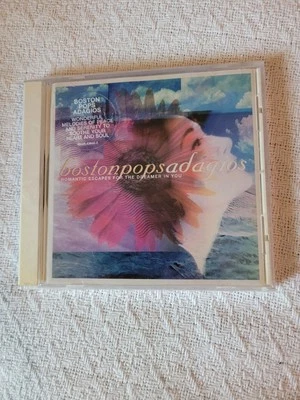 BOSTON
POPS
ADAGIOS
WONDERFUL
MELODIES OF PEACE
AND SERENITY TO
SOOTHE YOUR
HEART AND SOUL
bostonpopsadagios
ROMANTIC ESCAPES FOR THE DREAMER IN YOU